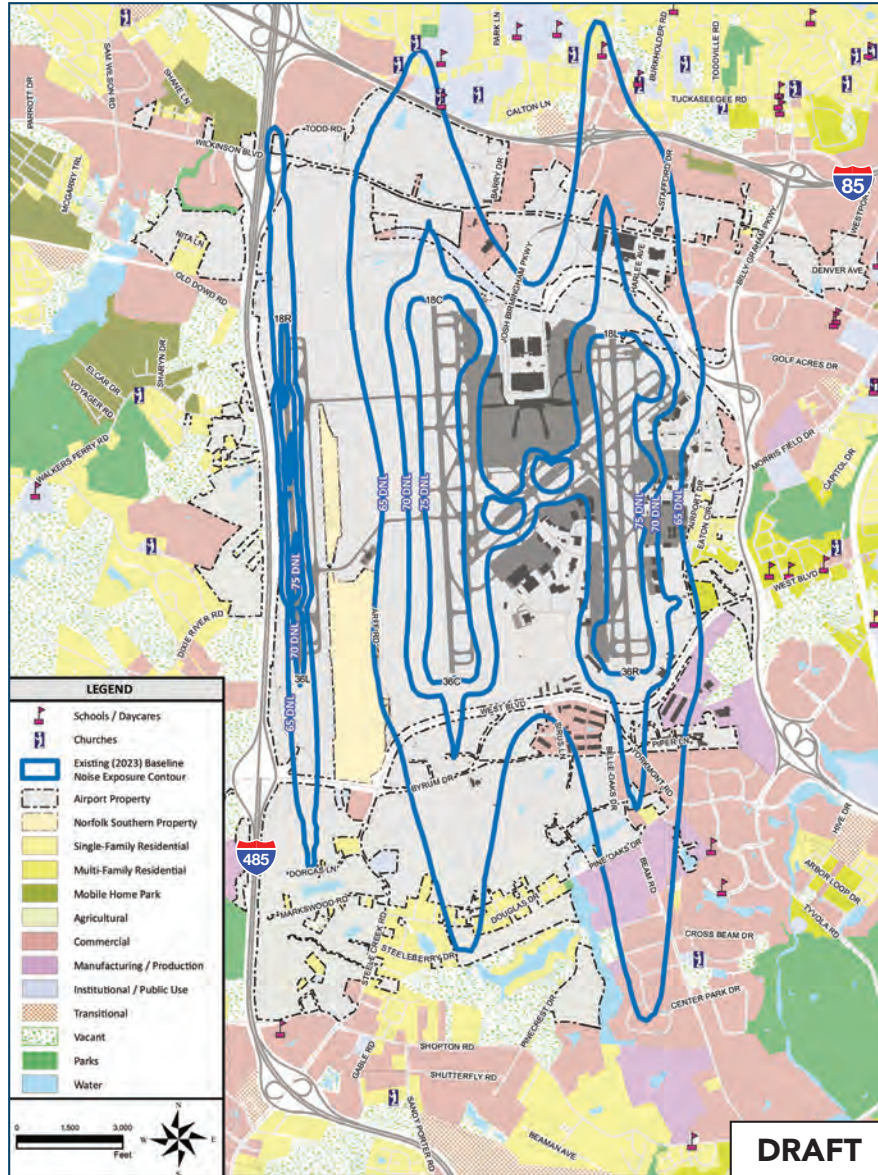 PARROTT DR
SAM WILSON RD
SHANE LN
PARK LN
BURKHOLDER RD
TODDVILLE RD
TUCKASEEGEE RD
CALTON LN
TODD RD
WILKINSON BLVD
MCGARRY TRL
BARRY DR
STAFFORD DR
85
NITA LN
OLD DOWD RD
JOSH BIRMINGHAM PKWY
HARLEE AVE
BILLY GRAHAM PKWY
DENVER AVE
18R
18C
18L
SHARYN DR
ELCAR DR
VOYAGER RD
WALKERS FERRY RD
GOLF ACRES DR
MORRIS FIELD DR
CAPITOL DR
65 DNL
70 DNL
75 DNL
75 DNL
70 DNL
65 DNL
AIRPORT DR
EATON CIR
WEST BLVD
DIXIE RIVER RD
75 DNL
70 DNL
65 DNL
36L
36C
36R
WEST BLVD
PIPER LN
BYRUM DR
BELLE OAKS DR
YORKMONT RD
PINE OAKS DR
BEAM RD
HIVE DR
ARBOR LOOP DR
TYVOLA RD
485
DORCAS LN
MARKSWOOD RD
DOUGLAS DR
STEELE CREEK RD
STEELEBERRY DR
CROSS BEAM DR
CENTER PARK DR
PINECREST DR
GABLE RD
SHOPTON RD
SHUTTERFLY RD
SANDY PORTER RD
BEAMAN AVE
LEGEND
Schools / Daycares
Churches
Existing (2023) Baseline
Noise Exposure Contour
Airport Property
Norfolk Southern Property
Single-Family Residential
Multi-Family Residential
Mobile Home Park
Agricultural
Commercial
Manufacturing / Production
Institutional / Public Use
Transitional
Vacant
Parks
Water
0 1,500 3,000
Feet
N
W E
S
DRAFT